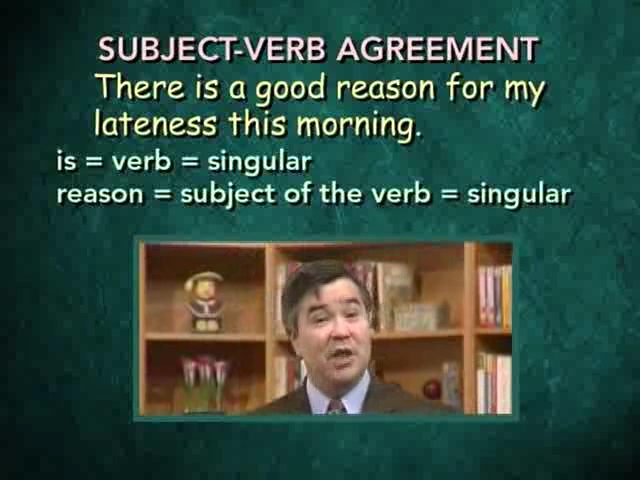 SUBJECT-VERB AGREEMENT
There is a good reason for my
lateness this morning.
is = verb = singular
reason = subject of the verb = singular